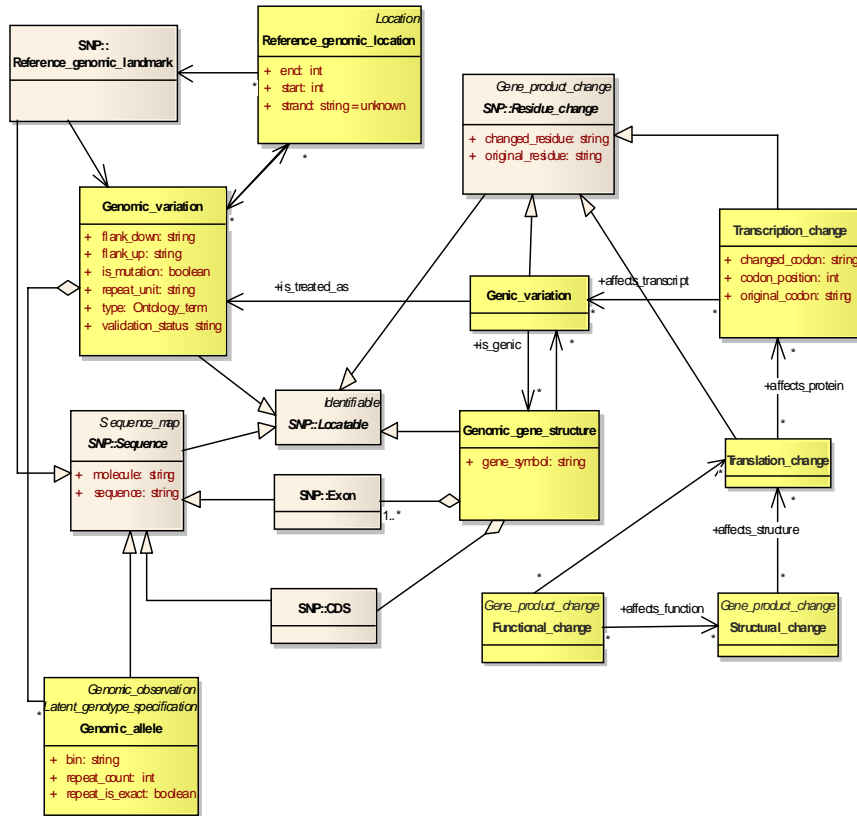 SNP::
Reference_genomic_landmark
Location
Reference_genomic_location
+ end: int
+ start: int
+ strand: string = unknown
*
*
*
Gene_product_change
SNP::Residue_change
+ changed_residue: string
+ original_residue: string
Genomic_variation
+ flank_down: string
+ flank_up: string
+ is_mutation: boolean
+ repeat_unit: string
+ type: Ontology_term
+ validation_status string
Transcription_change
+ changed_codon: string
+ codon_position: int
+ original_codon: string
+is_treated_as
Genic_variation
+affects_transcript
*
*
+is_genic
*
*
*
+affects_protein
*
Identifiable
SNP::Locatable
Sequence_map
SNP::Sequence
+ molecule: string
+ sequence: string
Genomic_gene_structure
+ gene_symbol: string
Translation_change
*
*
SNP::Exon
1..*
+affects_structure
*
*
SNP::CDS
Gene_product_change
Functional_change
+affects_function
*
*
Gene_product_change
Structural_change
Genomic_observation
Latent_genotype_specification
Genomic_allele
*
+ bin: string
+ repeat_count: int
+ repeat_is_exact: boolean